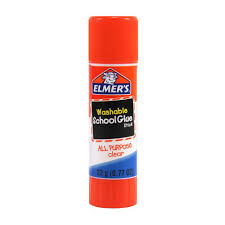 ELMER'S
Washable
School Glue
STICK
ALL PURPOSE
clear
22 g (0.77 OZ)